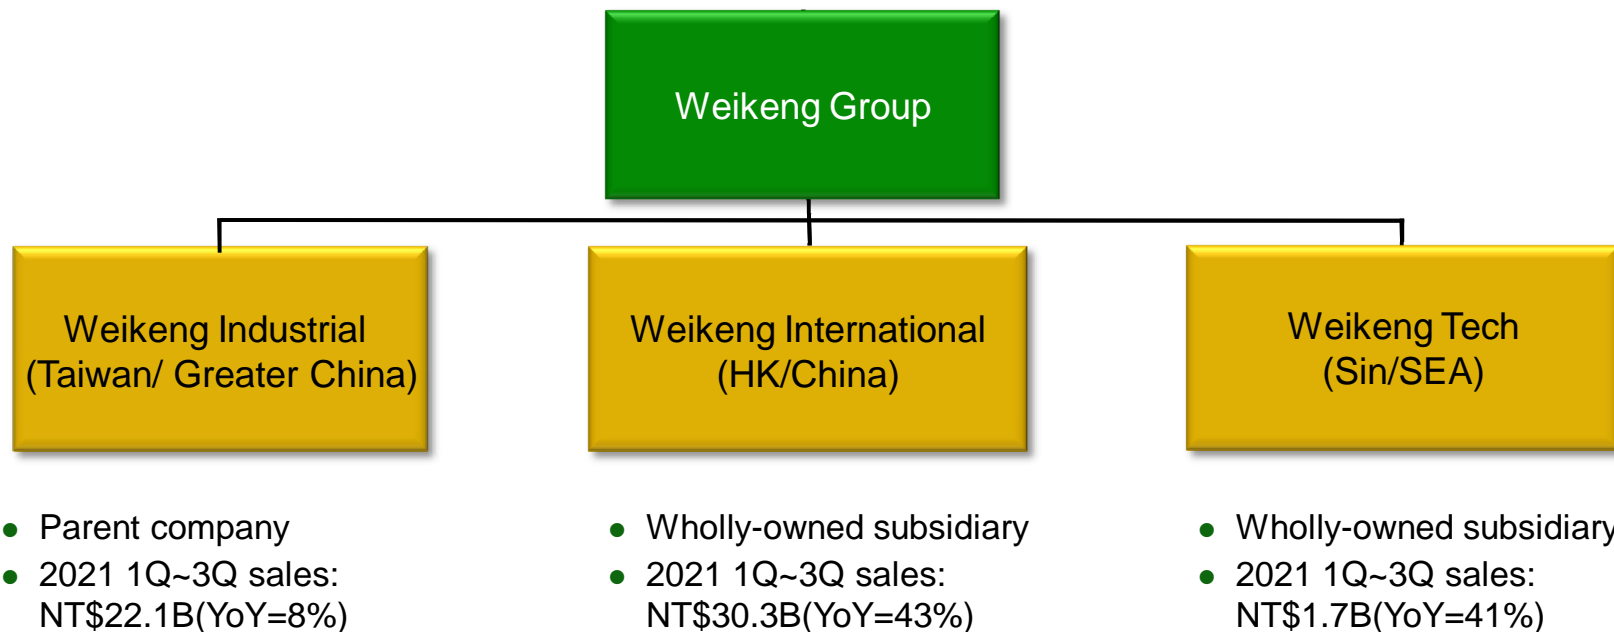 Weikeng Group
Weikeng Industrial
(Taiwan/ Greater China)
Weikeng International
(HK/China)
Weikeng Tech
(Sin/SEA)
● Parent company
● 2021 1Q~3Q sales:
NT$22.1B(YoY=8%)
● Wholly-owned subsidiary
● 2021 1Q~3Q sales:
NT$30.3B(YoY=43%)
● Wholly-owned subsidiary
● 2021 1Q~3Q sales:
NT$1.7B(YoY=41%)